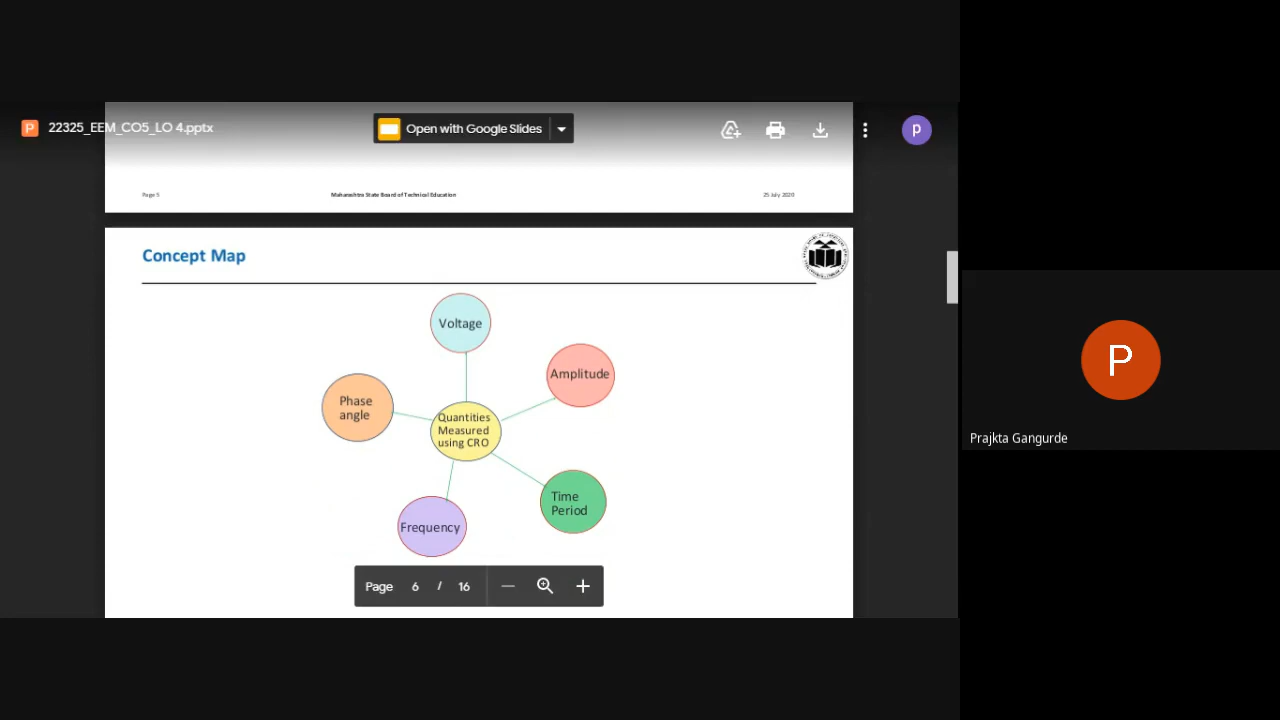 22325_EEM_CO5_LO 4.pptx
Open with Google Slides
P
Page 5
Maharashtra State Board of Technical Education
25 July 2020
Concept Map
Voltage
Amplitude
Phase
angle
Quantities
Measured
using CRO
Time
Period
Frequency
Page 6 / 16
P
Prajkta Gangurde